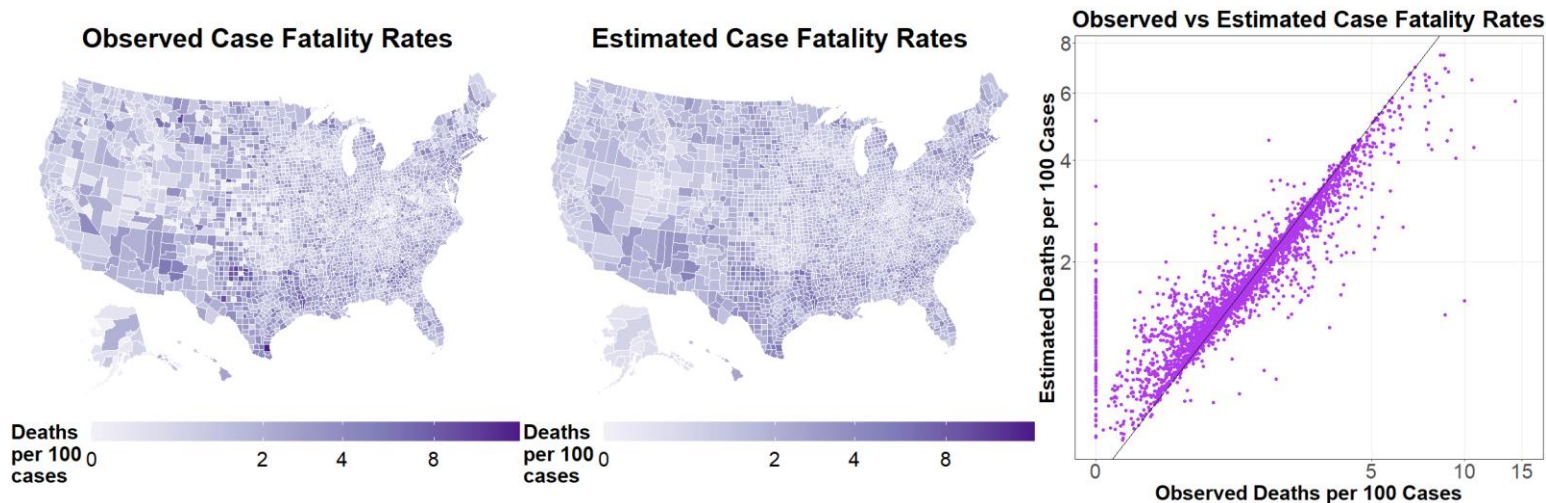 Observed Case Fatality Rates
Deaths
per 100
cases
0 2 4 8
Estimated Case Fatality Rates
Deaths
per 100
cases
0 2 4 8
Observed vs Estimated Case Fatality Rates
Estimated Deaths per 100 Cases
8
6
4
2
0 5 10 15
Observed Deaths per 100 Cases